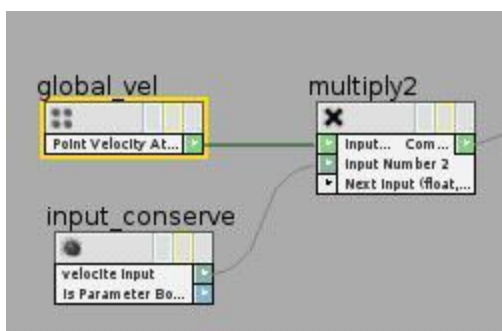 global_vel
Point Velocity At...
multiply2
Input... Com...
Input Number 2
Next Input (float,...
input_conserve
velocite Input
Is Parameter Bo...